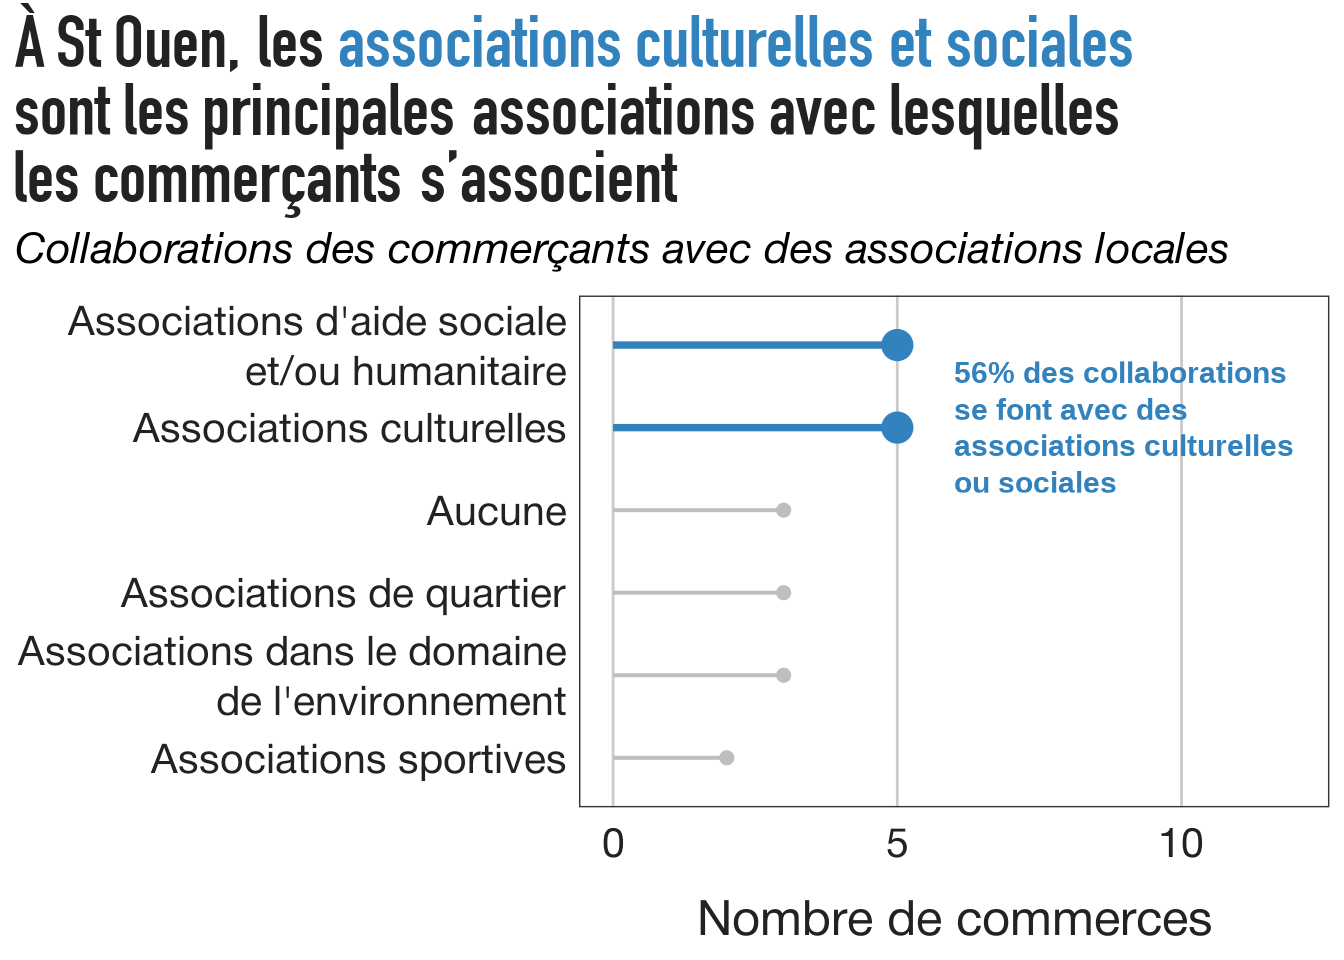 À St Ouen, les associations culturelles et sociales
sont les principales associations avec lesquelles
les commerçants s’associent
Collaborations des commerçants avec des associations locales
Associations d'aide sociale
et/ou humanitaire
Associations culturelles
Aucune
Associations de quartier
Associations dans le domaine
de l'environnement
Associations sportives
56% des collaborations
se font avec des
associations culturelles
ou sociales
0 5 10
Nombre de commerces